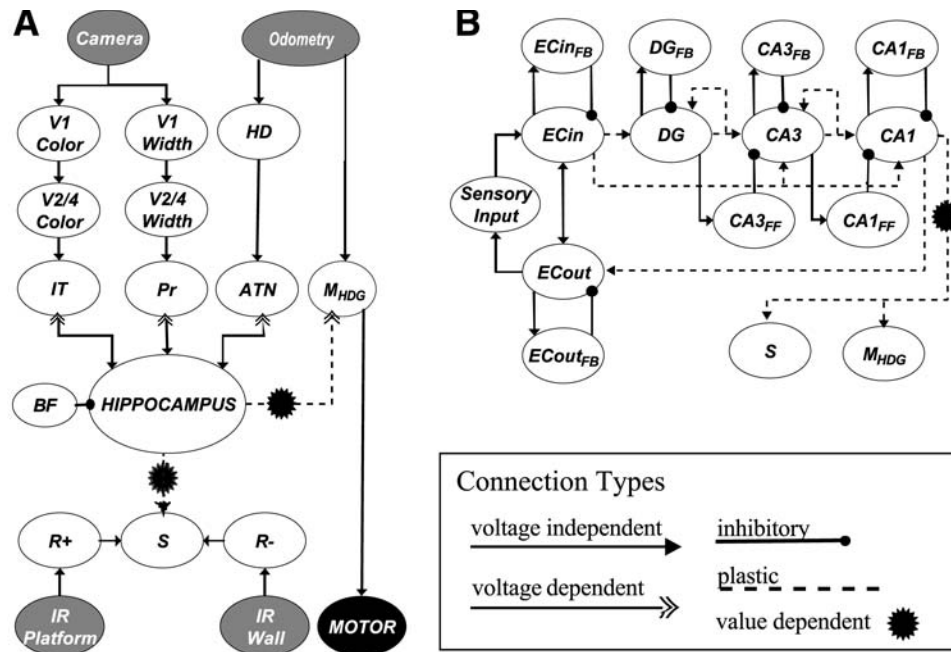 A
Camera
Odometry
V1
Color
V1
Width
HD
V2/4
Color
V2/4
Width
IT
Pr
ATN
MHDG
BF
HIPPOCAMPUS
R+
S
R-
IR
Platform
IR
Wall
MOTOR
B
ECinFB
DGFB
CA3FB
CA1FB
ECin
DG
CA3
CA1
Sensory
Input
CA3FF
CA1FF
ECout
ECoutFB
S
MHDG
Connection Types
voltage independent
inhibitory
voltage dependent
plastic
value dependent